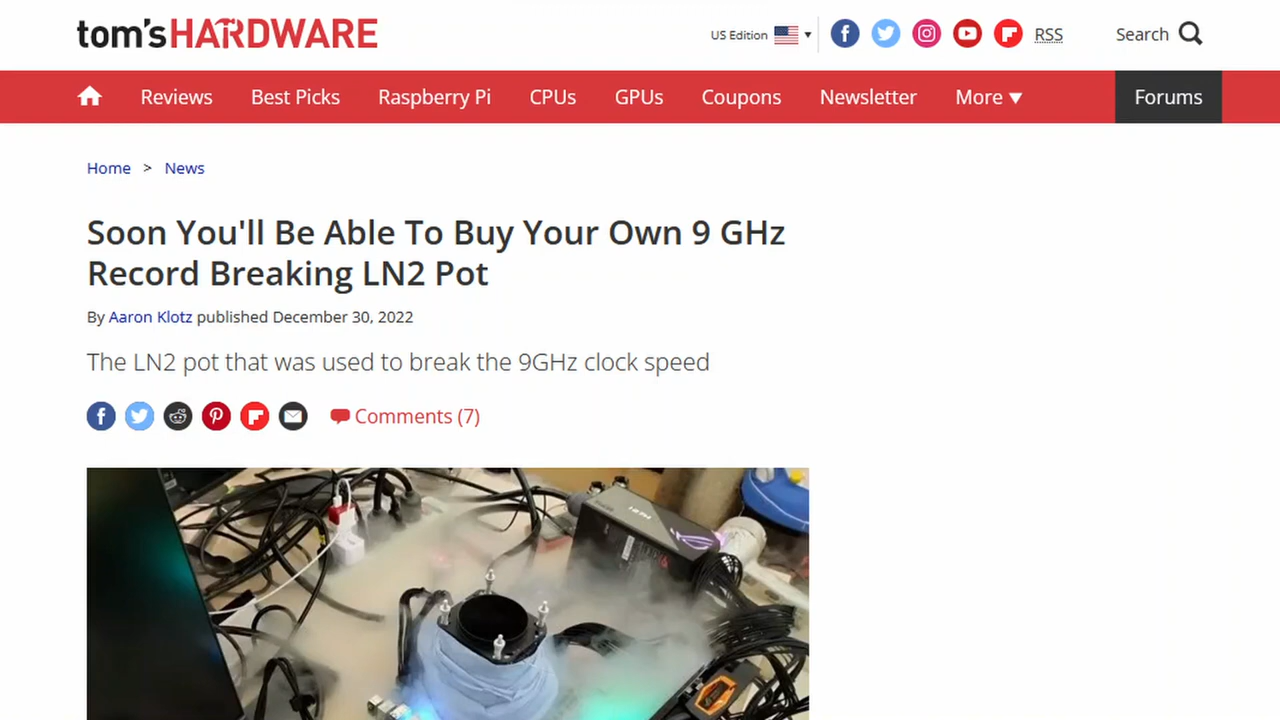 tom'sHARDWARE
US Edition
RSS
Search
Reviews
Best Picks
Raspberry Pi
CPUs
GPUs
Coupons
Newsletter
More
Forums
Home > News
Soon You'll Be Able To Buy Your Own 9 GHz
Record Breaking LN2 Pot
By Aaron Klotz published December 30, 2022
The LN2 pot that was used to break the 9GHz clock speed
Comments (7)